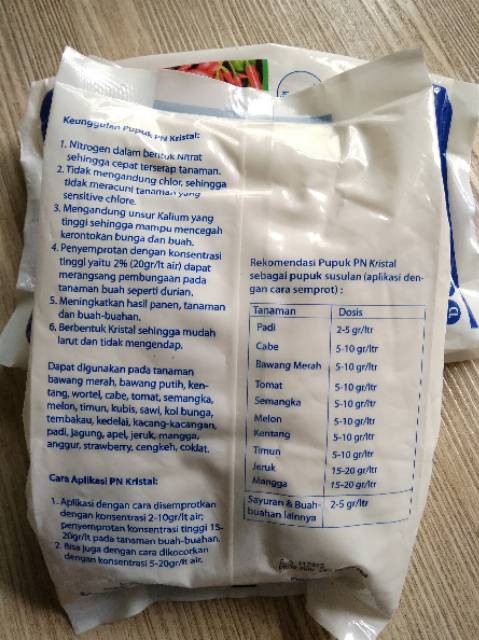 Keunggulan Pupuk PN Kristal:
1. Nitrogen dalam bentuk Nitrat
sehingga cepat terserap tanaman.
2. Tidak mengandung chlor, sehingga
tidak meracuni tanaman yang
sensitive chlore.
3. Mengandung unsur Kalium yang
tinggi sehingga mampu mencegah
kerontokan bunga dan buah.
4. Penyemprotan dengan konsentrasi
tinggi yaitu 2% (20gr/lt air) dapat
merangsang pembungaan pada
tanaman buah seperti durian.
5. Meningkatkan hasil panen, tanaman
dan buah-buahan.
6. Berbentuk Kristal sehingga mudah
larut dan tidak mengendap.
Dapat digunakan pada tanaman
bawang merah, bawang putih, ken-
tang, wortel, cabe, tomat, semangka,
melon, timun, kubis, sawi, kol bunga,
tembakau, kedelai, kacang-kacangan,
padi, jagung, apel, jeruk, mangga,
anggur, strawberry, cengkeh, coklat.
Cara Aplikasi PN Kristal:
1. Aplikasi dengan cara disemprotkan
dengan konsentrasi 2-10gr/lt air;
penyemprotan konsentrasi tinggi 15-
20gr/lt pada tanaman buah-buahan.
2. Bisa juga dengan cara dikocorkan
dengan konsentrasi 5-20gr/lt air.
Rekomendasi Pupuk PN Kristal
sebagai pupuk susulan (aplikasi den-
gan cara semprot) :
Tanaman Dosis
Padi 2-5 gr/ltr
Cabe 5-10 gr/ltr
Bawang Merah 5-10 gr/ltr
Tomat 5-10 gr/ltr
Semangka 5-10 gr/ltr
Melon 5-10 gr/ltr
Kentang 5-10 gr/ltr
Timun 5-10 gr/ltr
Jeruk 15-20 gr/ltr
Mangga 15-20 gr/ltr
Sayuran & Buah- 2-5 gr/ltr
buahan lainnya